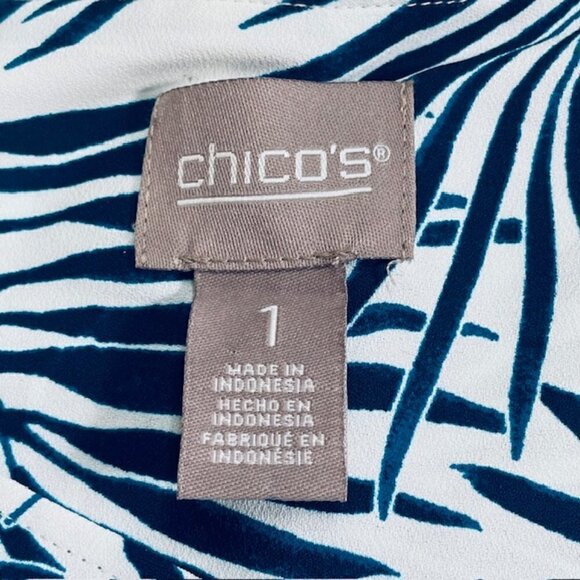 chico's®
1
MADE IN
INDONESIA
HECHO EN
INDONESIA
FABRIQUÉ EN
INDONÉSIE